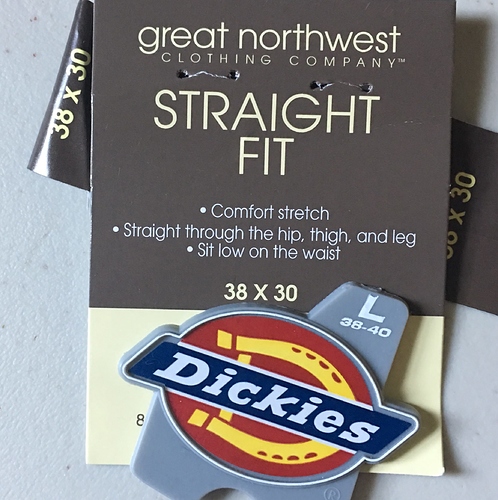 great northwest
CLOTHING COMPANY™
STRAIGHT
FIT
• Comfort stretch
• Straight through the hip, thigh, and leg
• Sit low on the waist
38 X 30
38 X 30
38 X 30
L
38-40
Dickies
8
®